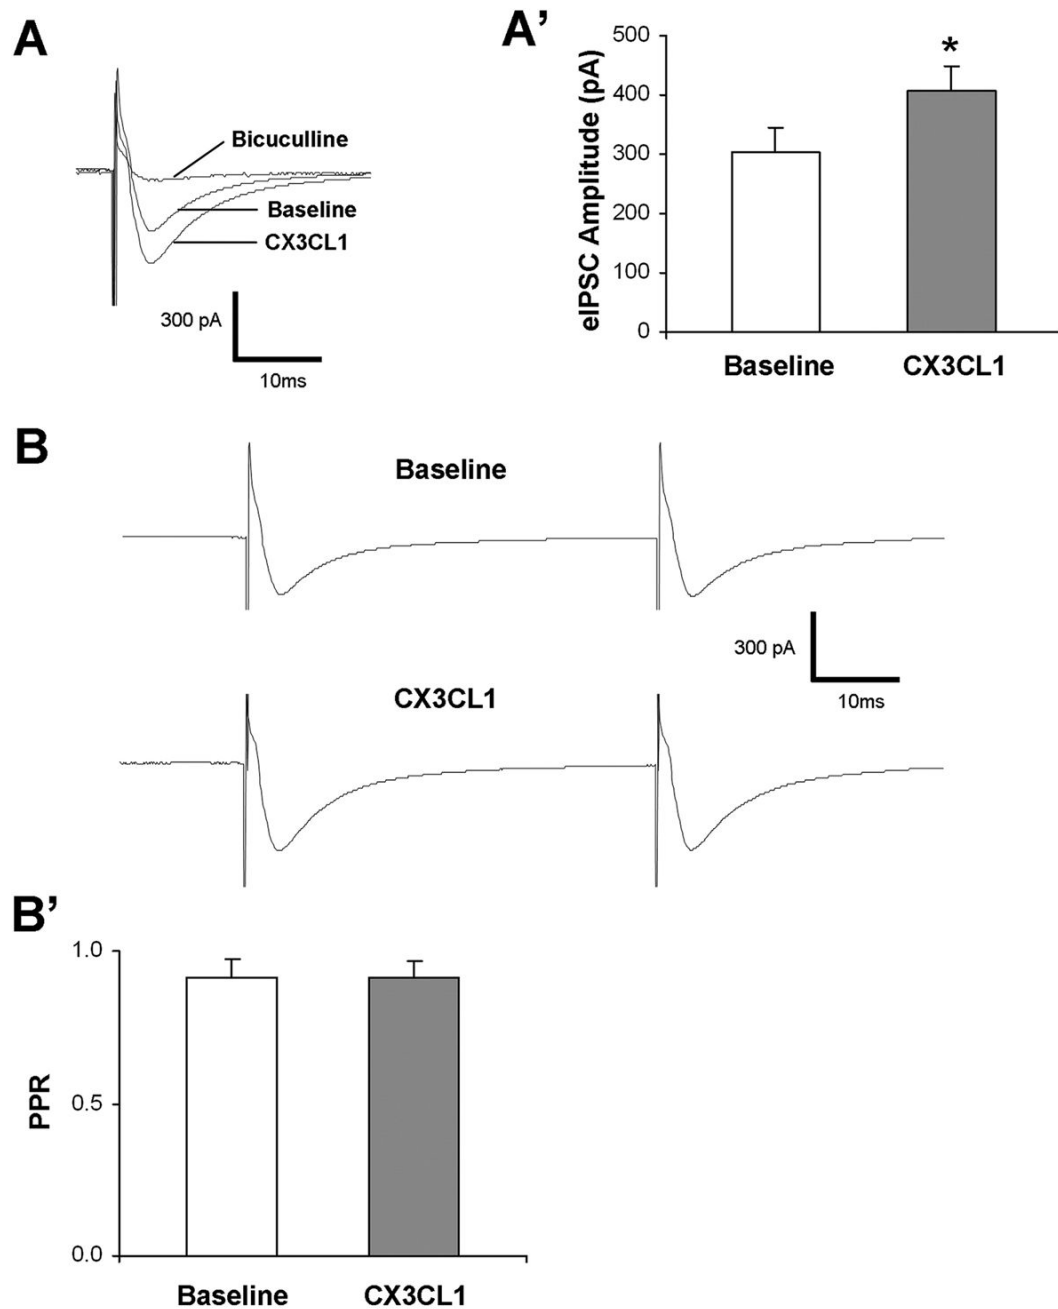 A
Bicuculline
Baseline
CX3CL1
300 pA
10ms
A’
eIPSC Amplitude (pA)
500
400
300
200
100
0
*
Baseline CX3CL1
B
Baseline
300 pA
10ms
CX3CL1
B’
PPR
1.0
0.5
0.0
Baseline CX3CL1